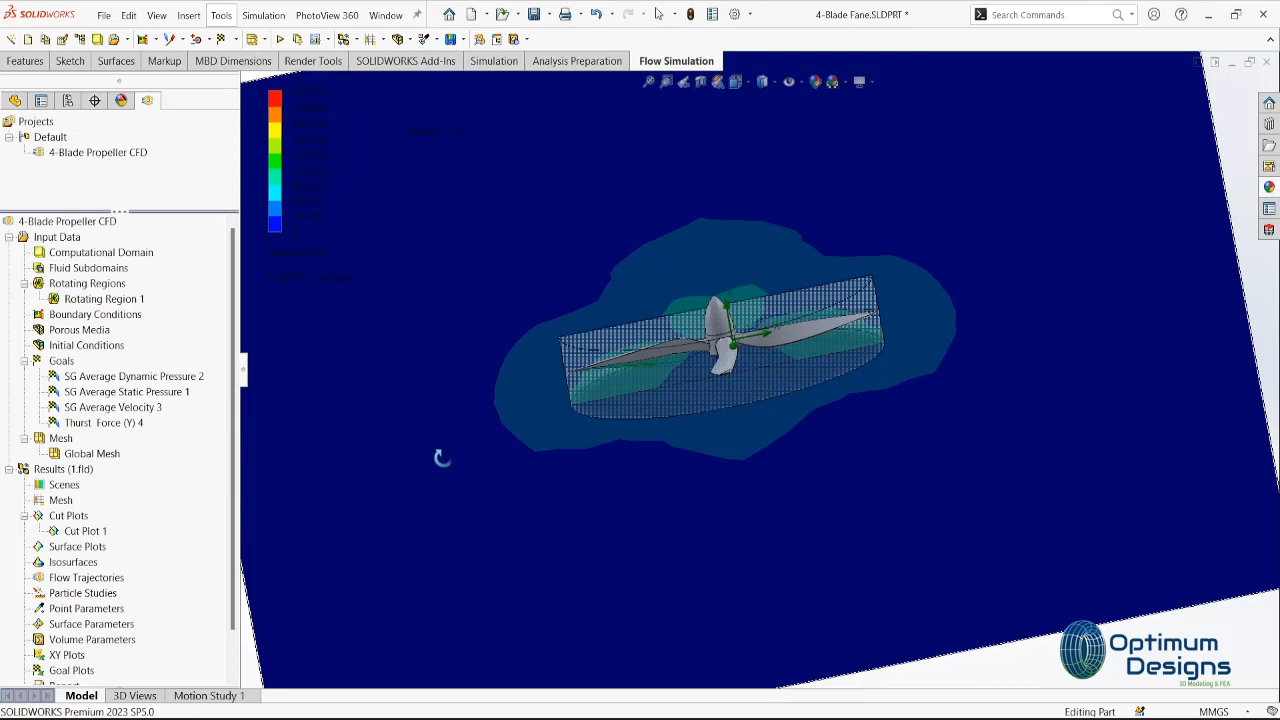 SOLIDWORKS File Edit View Insert Tools Simulation PhotoView 360 Window 4-Blade Fane.SLDPRT * Search Commands
Features Sketch Surfaces Markup MBD Dimensions Render Tools SOLIDWORKS Add-Ins Simulation Analysis Preparation Flow Simulation
Projects
Default
4-Blade Propeller CFD
4-Blade Propeller CFD
Input Data
Computational Domain
Fluid Subdomains
Rotating Regions
Rotating Region 1
Boundary Conditions
Porous Media
Initial Conditions
Goals
SG Average Dynamic Pressure 2
SG Average Static Pressure 1
SG Average Velocity 3
Thurst Force (Y) 4
Mesh
Global Mesh
Results (1.fld)
Scenes
Mesh
Cut Plots
Cut Plot 1
Surface Plots
Isosurfaces
Flow Trajectories
Particle Studies
Point Parameters
Surface Parameters
Volume Parameters
XY Plots
Goal Plots
Optimum
Designs
3D Modeling & FEA
Model 3D Views Motion Study 1
SOLIDWORKS Premium 2023 SP5.0 Editing Part MMGS